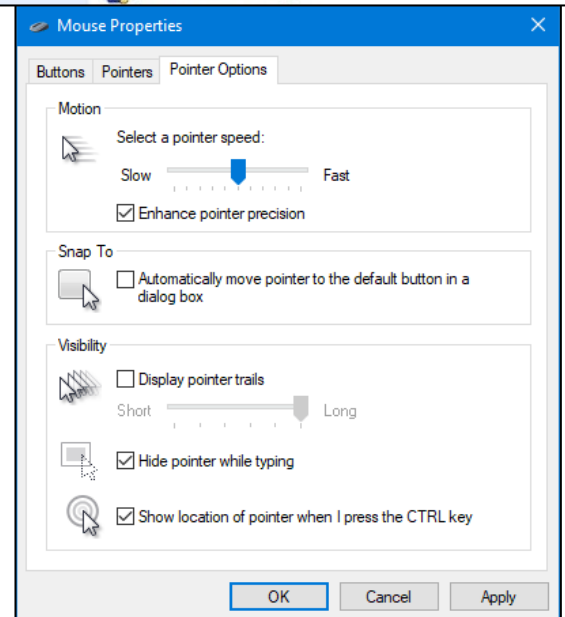 Mouse Properties
Buttons Pointers Pointer Options
Motion
Select a pointer speed:
Slow Fast
Enhance pointer precision
Snap To
Automatically move pointer to the default button in a
dialog box
Visibility
Display pointer trails
Short Long
Hide pointer while typing
Show location of pointer when I press the CTRL key
OK Cancel Apply